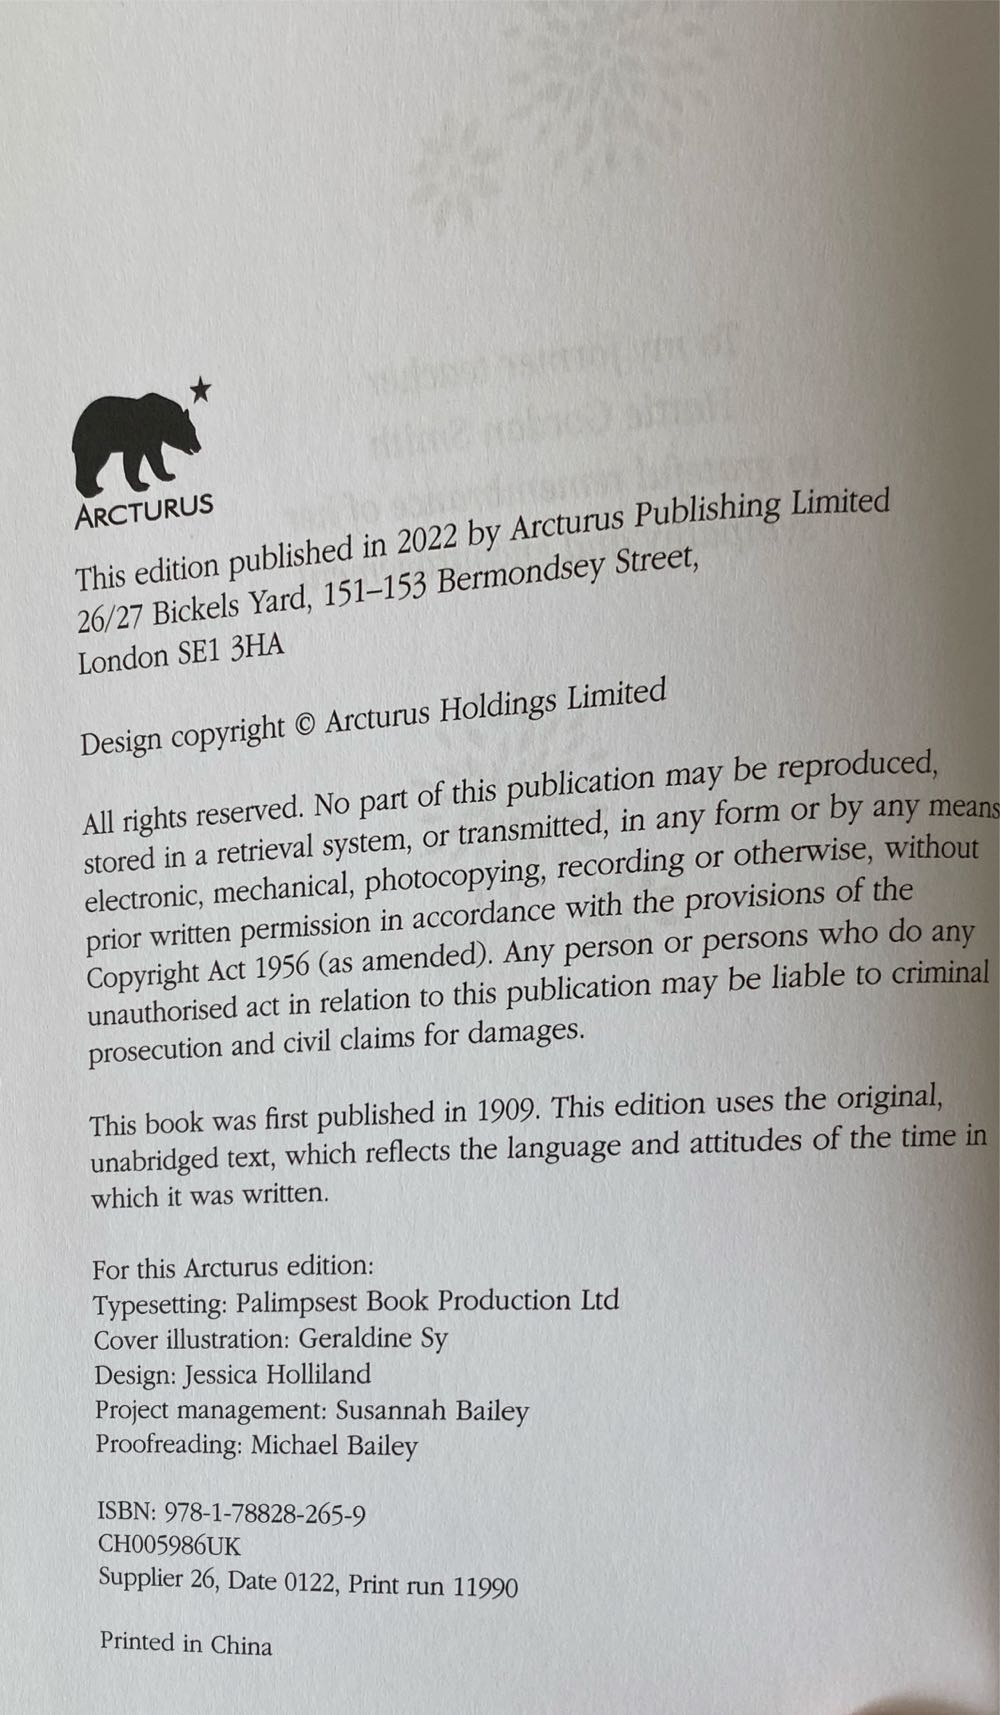 To my former teacher
Hattie Gordon Smith
ARCTURUS
This edition published in 2022 by Arcturus Publishing Limited
26/27 Bickels Yard, 151–153 Bermondsey Street,
London SE1 3HA
Design copyright © Arcturus Holdings Limited
All rights reserved. No part of this publication may be reproduced,
stored in a retrieval system, or transmitted, in any form or by any means
electronic, mechanical, photocopying, recording or otherwise, without
prior written permission in accordance with the provisions of the
Copyright Act 1956 (as amended). Any person or persons who do any
unauthorised act in relation to this publication may be liable to criminal
prosecution and civil claims for damages.
This book was first published in 1909. This edition uses the original,
unabridged text, which reflects the language and attitudes of the time in
which it was written.
For this Arcturus edition:
Typesetting: Palimpsest Book Production Ltd
Cover illustration: Geraldine Sy
Design: Jessica Holliland
Project management: Susannah Bailey
Proofreading: Michael Bailey
ISBN: 978-1-78828-265-9
CH005986UK
Supplier 26, Date 0122, Print run 11990
Printed in China